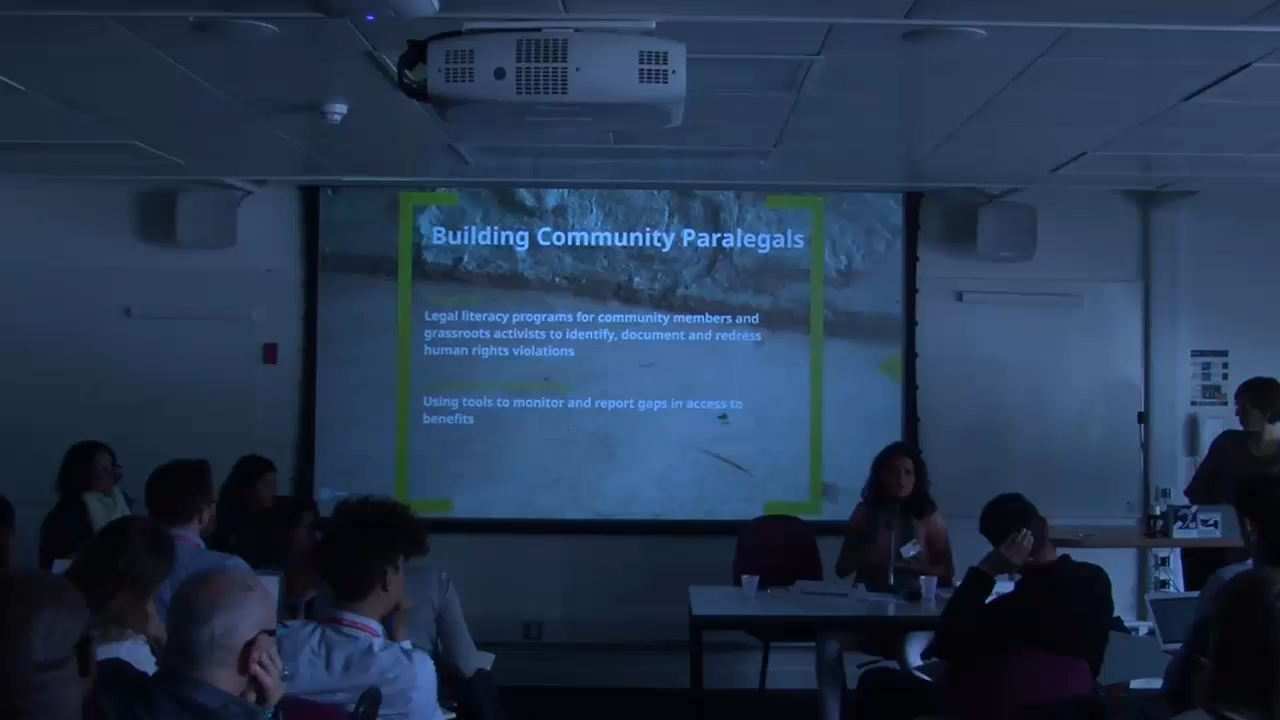 Building Community Paralegals
Legal literacy programs for community members and
grassroots activists to identify, document and redress
human rights violations
Using tools to monitor and report gaps in access to
benefits